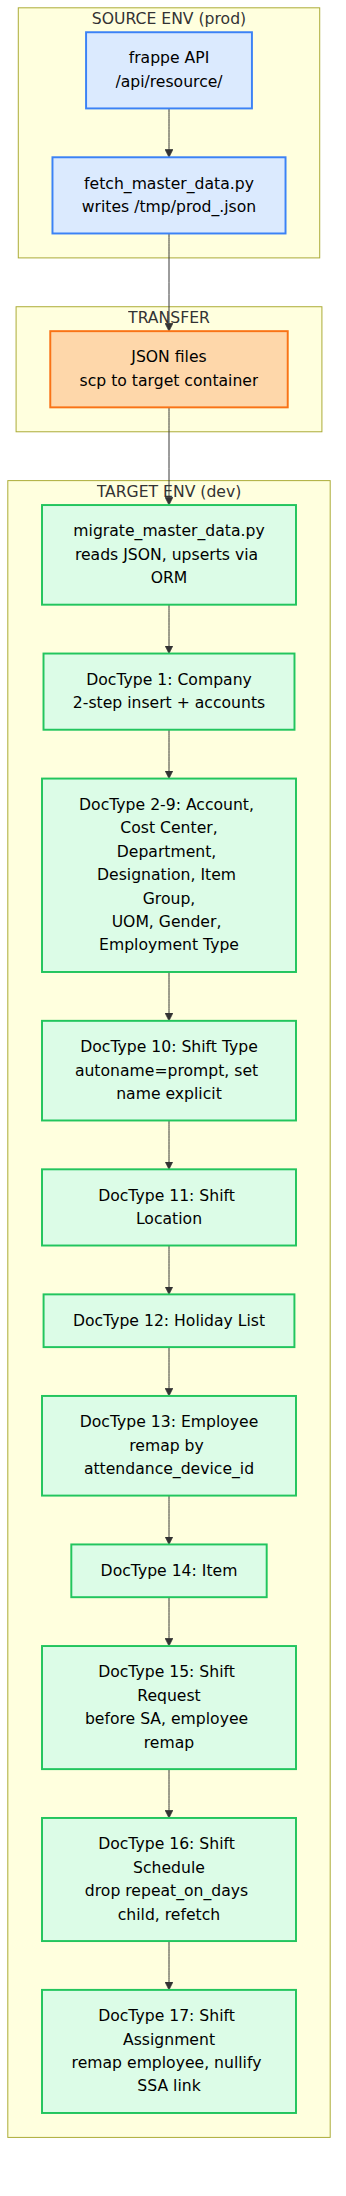 SOURCE ENV (prod)
frappe API
/api/resource/
fetch_master_data.py
writes /tmp/prod_.json
TRANSFER
JSON files
scp to target container
TARGET ENV (dev)
migrate_master_data.py
reads JSON, upserts via
ORM
DocType 1: Company
2-step insert + accounts
DocType 2-9: Account,
Cost Center,
Department,
Designation, Item
Group,
UOM, Gender,
Employment Type
DocType 10: Shift Type
autoname=prompt, set
name explicit
DocType 11: Shift
Location
DocType 12: Holiday List
DocType 13: Employee
remap by
attendance_device_id
DocType 14: Item
DocType 15: Shift
Request
before SA, employee
remap
DocType 16: Shift
Schedule
drop repeat_on_days
child, refetch
DocType 17: Shift
Assignment
remap employee, nullify
SSA link